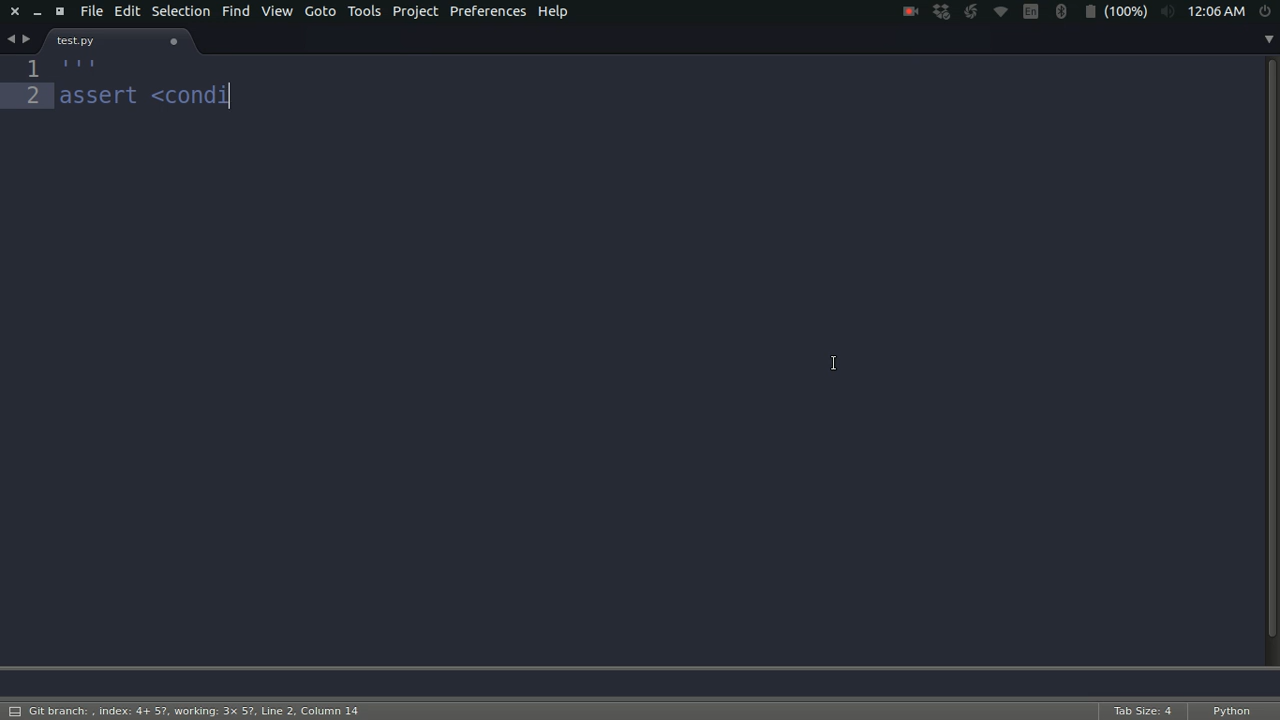 File Edit Selection Find View Goto Tools Project Preferences Help En (100%) 12:06 AM
test.py
1 '''
2 assert <condi
Git branch: , index: 4+ 5?, working: 3× 5?, Line 2, Column 14 Tab Size: 4 Python